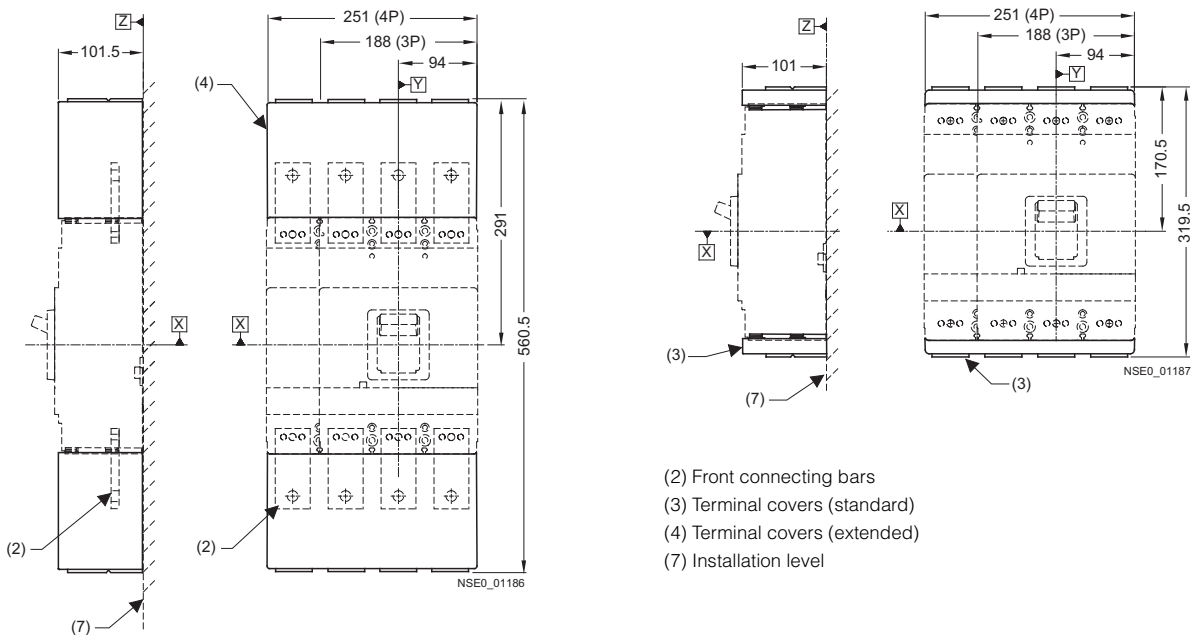 Z
101.5
251 (4P)
188 (3P)
94
Y
(4)
291
560.5
X
X
(2)
(2)
NSE0_01186
(7)
Z
101
251 (4P)
188 (3P)
94
Y
170.5
319.5
X
X
(3)
(7)
(3)
NSE0_01187
(2) Front connecting bars
(3) Terminal covers (standard)
(4) Terminal covers (extended)
(7) Installation level